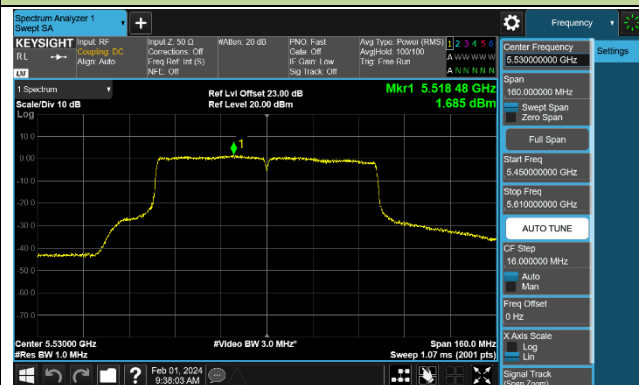 Spectrum Analyzer 1
Swept SA
Frequency
KEYSIGHT
Input: RF
Coupling: DC
Align: Auto
Input Z: 50 Ω
Corrections: Off
Freq Ref: Int (S)
NFE: Off
#Atten: 20 dB
PNO: Fast
Gate: Off
IF Gain: Low
Sig Track: Off
Avg Type: Power (RMS)
Avg|Hold: 100/100
Trig: Free Run
1 2 3 4 5 6
A W W W W W
A N N N N N
RL
LXI
1 Spectrum
Scale/Div 10 dB
Log
Ref Lvl Offset 23.00 dB
Ref Level 20.00 dBm
Mkr1 5.518 48 GHz
1.685 dBm
10.0
0.00
-10.0
-20.0
-30.0
-40.0
-50.0
-60.0
-70.0
1
Center 5.53000 GHz
#Res BW 1.0 MHz
#Video BW 3.0 MHz*
Span 160.0 MHz
Sweep 1.07 ms (2001 pts)
Feb 01, 2024
9:38:03 AM
Center Frequency
5.530000000 GHz
Settings
Span
160.000000 MHz
Swept Span
Zero Span
Full Span
Start Freq
5.450000000 GHz
Stop Freq
5.610000000 GHz
AUTO TUNE
CF Step
16.000000 MHz
Auto
Man
Freq Offset
0 Hz
X Axis Scale
Log
Lin
Signal Track
(Span Zoom)